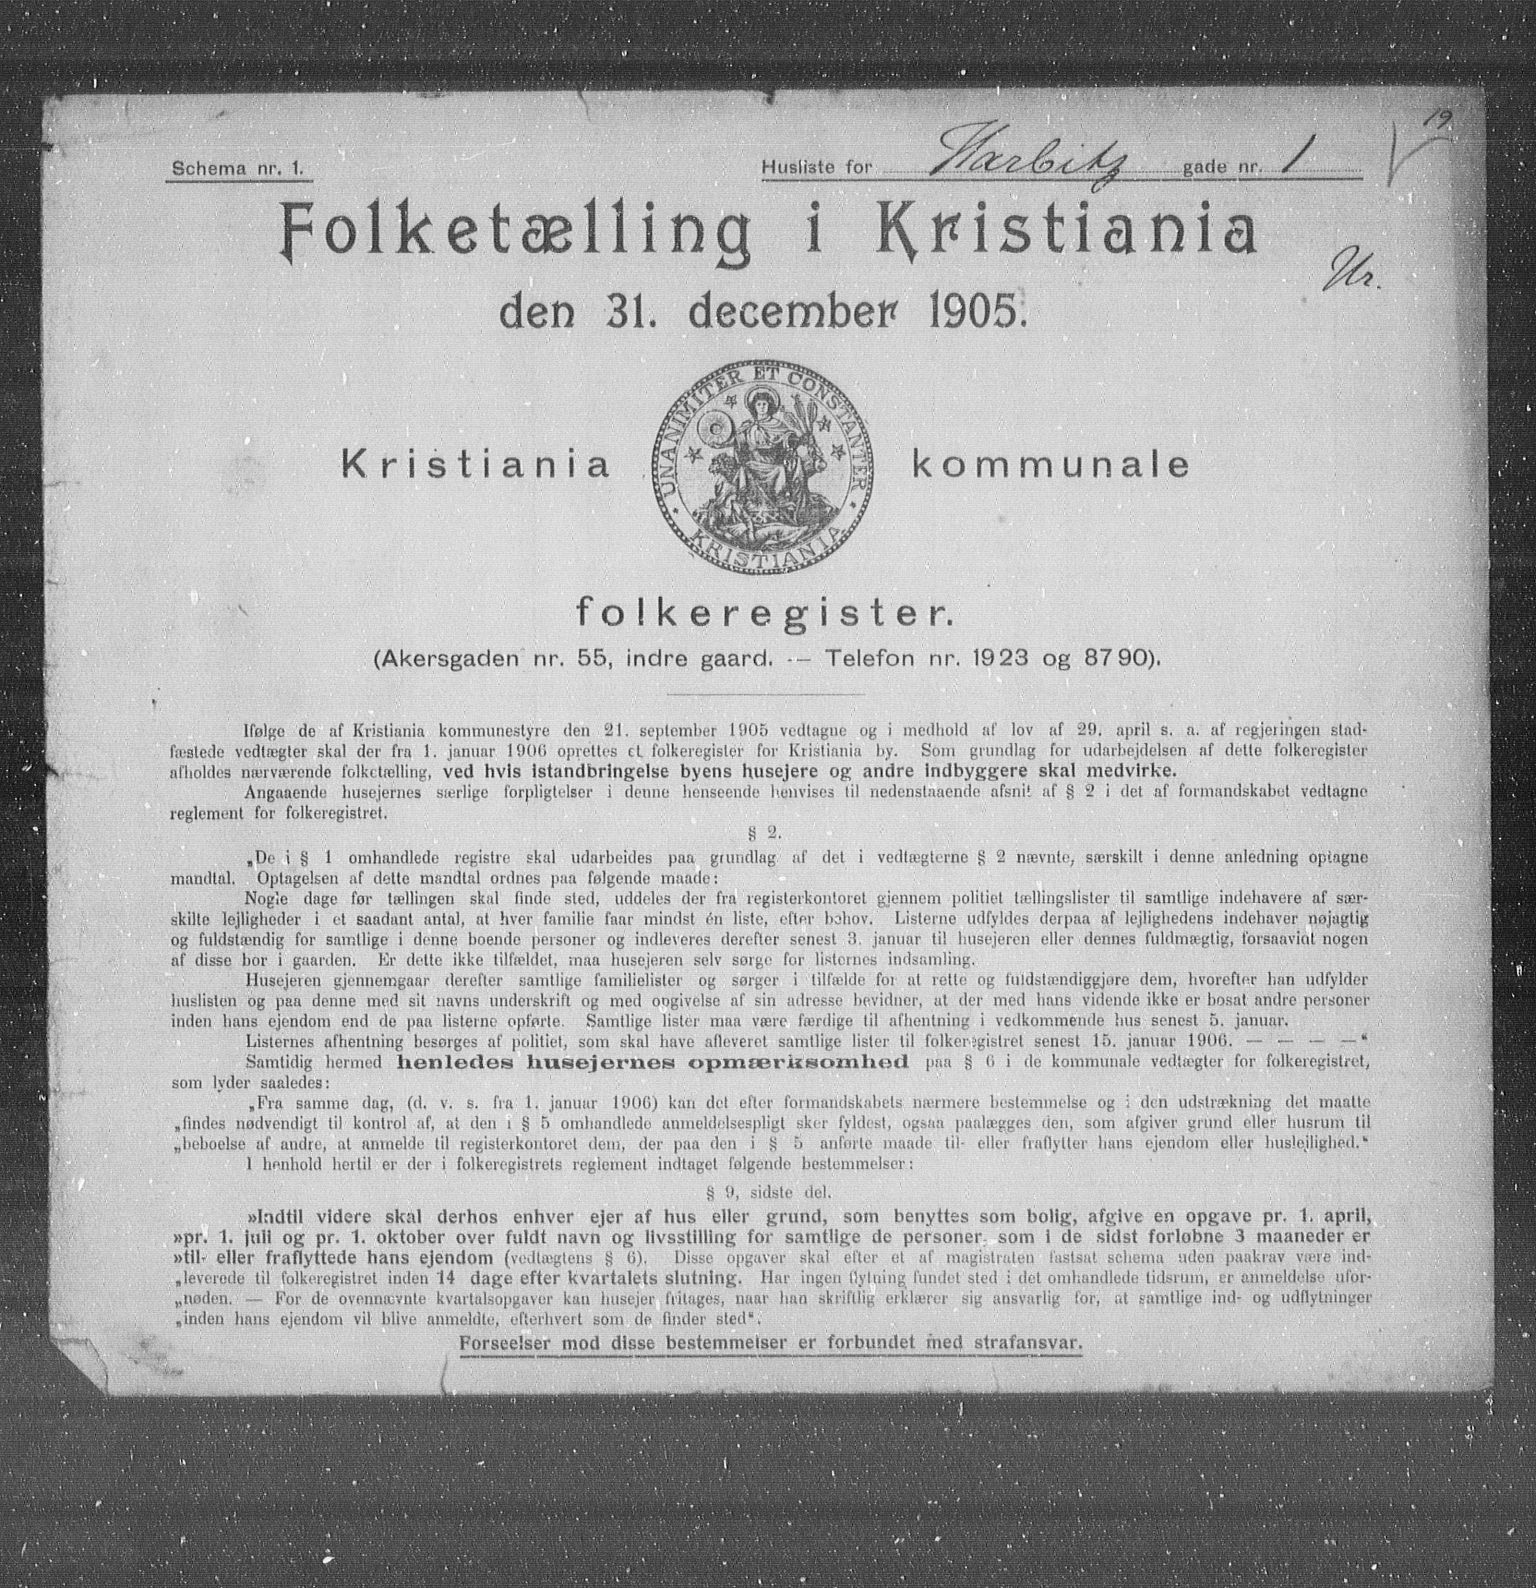 19
Schema nr. 1.
Husliste for Harbitz gade nr. 1
Folketælling i Kristiania
Ur.
den 31. december 1905.
UNANIMITER ET CONSTANTER
KRISTIANIA
Kristiania kommunale
folkeregister.
(Akersgaden nr. 55, indre gaard. — Telefon nr. 1923 og 8790).
Ifølge de af Kristiania kommunestyre den 21. september 1905 vedtagne og i medhold af lov af 29. april s. a. af regjeringen stad-
fæstede vedtægter skal der fra 1. januar 1906 oprettes et folkeregister for Kristiania by. Som grundlag for udarbejdelsen af dette folkeregister
afholdes nærværende folketælling, ved hvis istandbringelse byens husejere og andre indbyggere skal medvirke.
Angaaende husejernes særlige forpligtelser i denne henseende henvises til nedenstaaende afsnit af § 2 i det af formandskabet vedtagne
reglement for folkeregistret.
§ 2.
„De i § 1 omhandlede registre skal udarbeides paa grundlag af det i vedtægterne § 2 nævnte, særskilt i denne anledning optagne
mandtal. Optagelsen af dette mandtal ordnes paa følgende maade:
Nogle dage før tællingen skal finde sted, uddeles der fra registerkontoret gjennem politiet tællingslister til samtlige indehavere af sær-
skilte lejligheder i et saadant antal, at hver familie faar mindst én liste, efter behov. Listerne udfyldes derpaa af lejlighedens indehaver nøjagtig
og fuldstændig for samtlige i denne boende personer og indleveres derefter senest 3. januar til husejeren eller dennes fuldmægtig, forsaavidt nogen
af disse bor i gaarden. Er dette ikke tilfældet, maa husejeren selv sørge for listernes indsamling.
Husejeren gjennemgaar derefter samtlige familielister og sørger i tilfælde for at rette og fuldstændiggjøre dem, hvorefter han udfylder
huslisten og paa denne med sit navns underskrift og med opgivelse af sin adresse bevidner, at der med hans vidende ikke er bosat andre personer
inden hans ejendom end de paa listerne opførte. Samtlige lister maa være færdige til afhentning i vedkommende hus senest 5. januar.
Listernes afhentning besørges af politiet, som skal have afleveret samtlige lister til folkeregistret senest 15. januar 1906. — — — —“
Samtidig hermed henledes husejernes opmærksomhed paa § 6 i de kommunale vedtægter for folkeregistret,
som lyder saaledes:
„Fra samme dag, (d. v. s. fra 1. januar 1906) kan det efter formandskabets nærmere bestemmelse og i den udstrækning det maatte
„findes nødvendigt til kontrol af, at den i § 5 omhandlede anmeldelsespligt sker fyldest, ogsaa paalægges den, som afgiver grund eller husrum til
„beboelse af andre, at anmelde til registerkontoret dem, der paa den i § 5 anførte maade til- eller fraflytter hans ejendom eller huslejlighed.“
I henhold hertil er der i folkeregistrets reglement indtaget følgende bestemmelser:
§ 9, sidste del.
»Indtil videre skal derhos enhver ejer af hus eller grund, som benyttes som bolig, afgive en opgave pr. 1. april,
»pr. 1. juli og pr. 1. oktober over fuldt navn og livsstilling for samtlige de personer, som i de sidst forløbne 3 maaneder er
»til- eller fraflyttede hans ejendom (vedtægtens § 6). Disse opgaver skal efter et af magistraten fastsat schema uden paakrav være ind-
„leverede til folkeregistret inden 14 dage efter kvartalets slutning. Har ingen flytning fundet sted i det omhandlede tidsrum, er anmeldelse ufor-
„nøden. — For de ovennævnte kvartalsopgaver kan husejer fritages, naar han skriftlig erklærer sig ansvarlig for, at samtlige ind- og udflytninger
„inden hans ejendom vil blive anmeldte, efterhvert som de finder sted“.
Forseelser mod disse bestemmelser er forbundet med strafansvar.